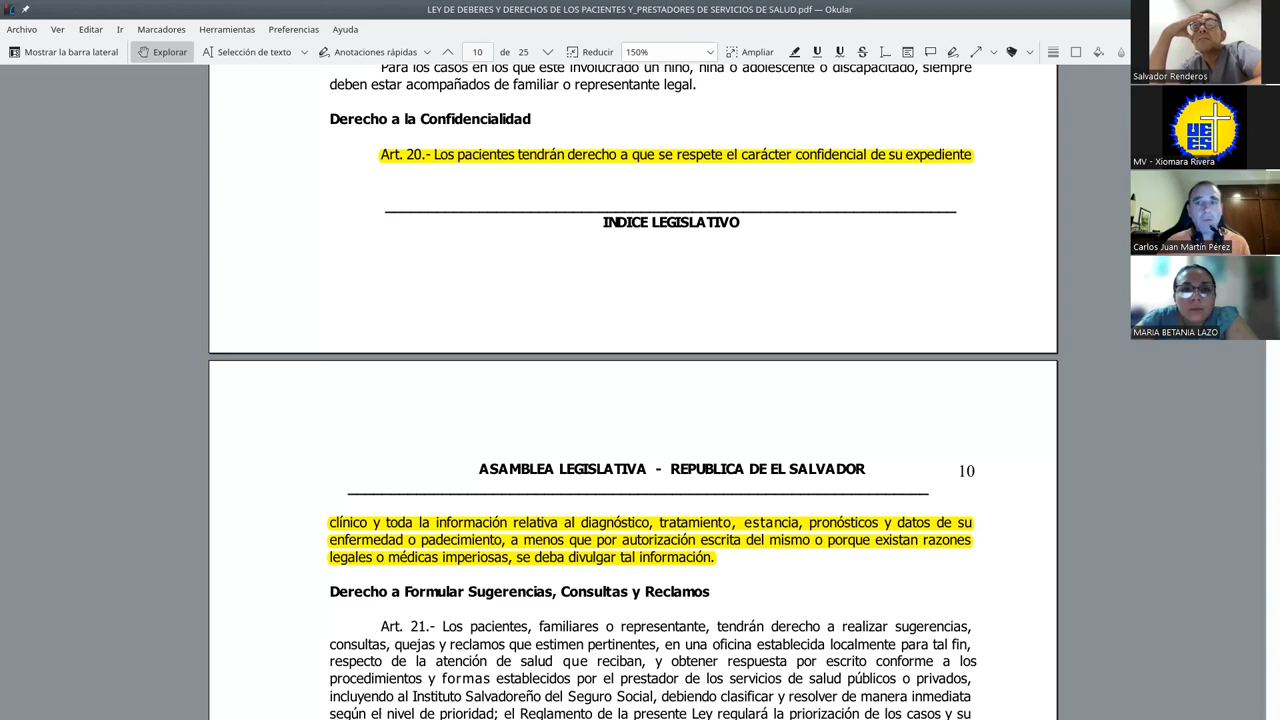 LEY DE DEBERES Y DERECHOS DE LOS PACIENTES Y_PRESTADORES DE SERVICIOS DE SALUD.pdf — Okular
Archivo Ver Editar Ir Marcadores Herramientas Preferencias Ayuda
Mostrar la barra lateral Explorar Selección de texto Anotaciones rápidas 10 de 25 Reducir 150% Ampliar
Para los casos en los que esté involucrado un niño, niña o adolescente o discapacitado, siempre
deben estar acompañados de familiar o representante legal.
Derecho a la Confidencialidad
Art. 20.- Los pacientes tendrán derecho a que se respete el carácter confidencial de su expediente
INDICE LEGISLATIVO
ASAMBLEA LEGISLATIVA - REPUBLICA DE EL SALVADOR 10
clínico y toda la información relativa al diagnóstico, tratamiento, estancia, pronósticos y datos de su
enfermedad o padecimiento, a menos que por autorización escrita del mismo o porque existan razones
legales o médicas imperiosas, se deba divulgar tal información.
Derecho a Formular Sugerencias, Consultas y Reclamos
Art. 21.- Los pacientes, familiares o representante, tendrán derecho a realizar sugerencias,
consultas, quejas y reclamos que estimen pertinentes, en una oficina establecida localmente para tal fin,
respecto de la atención de salud que reciban, y obtener respuesta por escrito conforme a los
procedimientos y formas establecidos por el prestador de los servicios de salud públicos o privados,
incluyendo al Instituto Salvadoreño del Seguro Social, debiendo clasificar y resolver de manera inmediata
según el nivel de prioridad; el Reglamento de la presente Ley regulará la priorización de los casos y su
Salvador Renderos
UE
ES
MV - Xiomara Rivera
Carlos Juan Martín Pérez
MARIA BETANIA LAZO